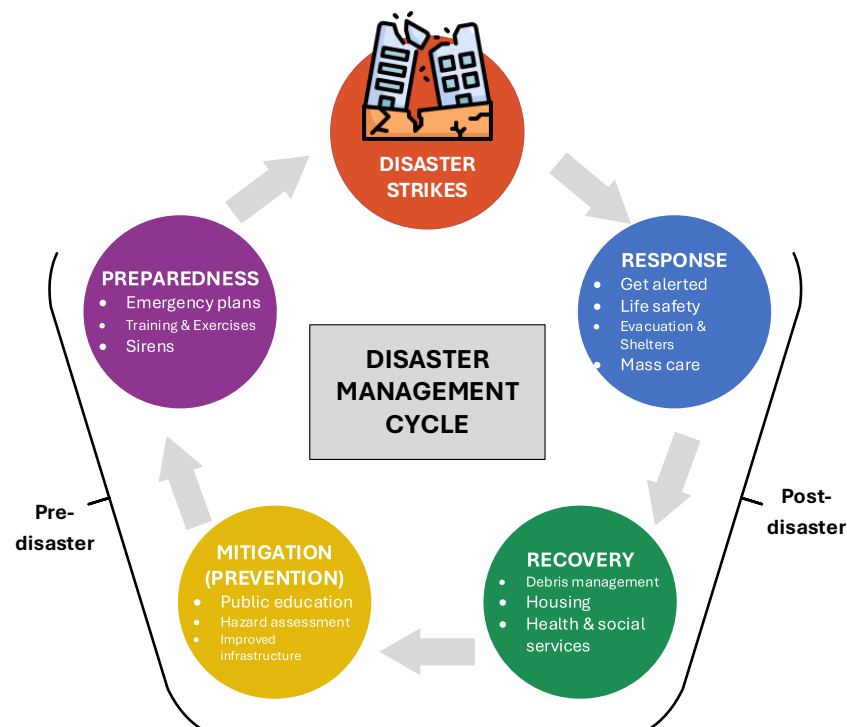 DISASTER
STRIKES
RESPONSE
• Get alerted
• Life safety
• Evacuation &
Shelters
• Mass care
PREPAREDNESS
• Emergency plans
• Training & Exercises
• Sirens
DISASTER
MANAGEMENT
CYCLE
Pre-
disaster
Post-
disaster
MITIGATION
(PREVENTION)
• Public education
• Hazard assessment
• Improved
infrastructure
RECOVERY
• Debris management
• Housing
• Health & social
services